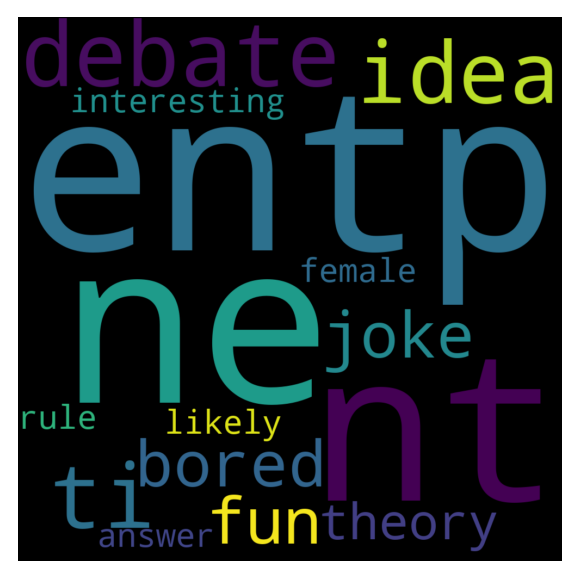 debate idea
interesting
entp
female
ne
joke
nt
rule likely
bored
ti
fun theory
answer